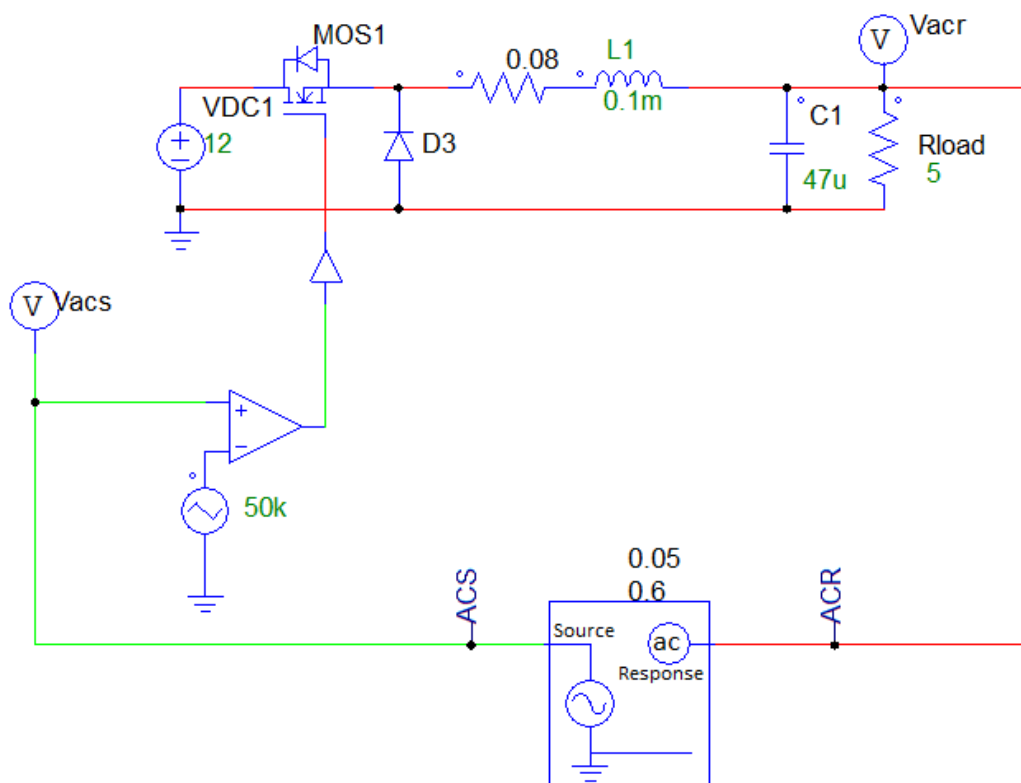 MOS1
Vacr
0.08
L1
VDC1
0.1m
C1
12
D3
Rload
47u
5
V
V
Vacs
+
−
50k
0.05
0.6
ACS
ACR
Source
ac
Response